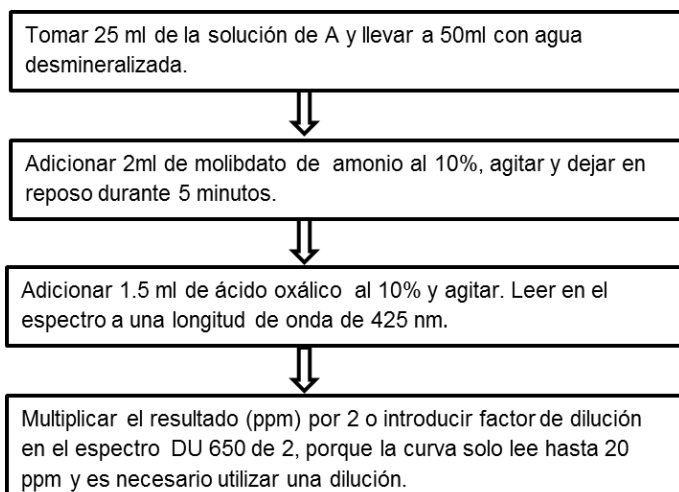 Tomar 25 ml de la solución de A y llevar a 50ml con agua
desmineralizada.
Adicionar 2ml de molibdato de amonio al 10%, agitar y dejar en
reposo durante 5 minutos.
Adicionar 1.5 ml de ácido oxálico al 10% y agitar. Leer en el
espectro a una longitud de onda de 425 nm.
Multiplicar el resultado (ppm) por 2 o introducir factor de dilución
en el espectro DU 650 de 2, porque la curva solo lee hasta 20
ppm y es necesario utilizar una dilución.